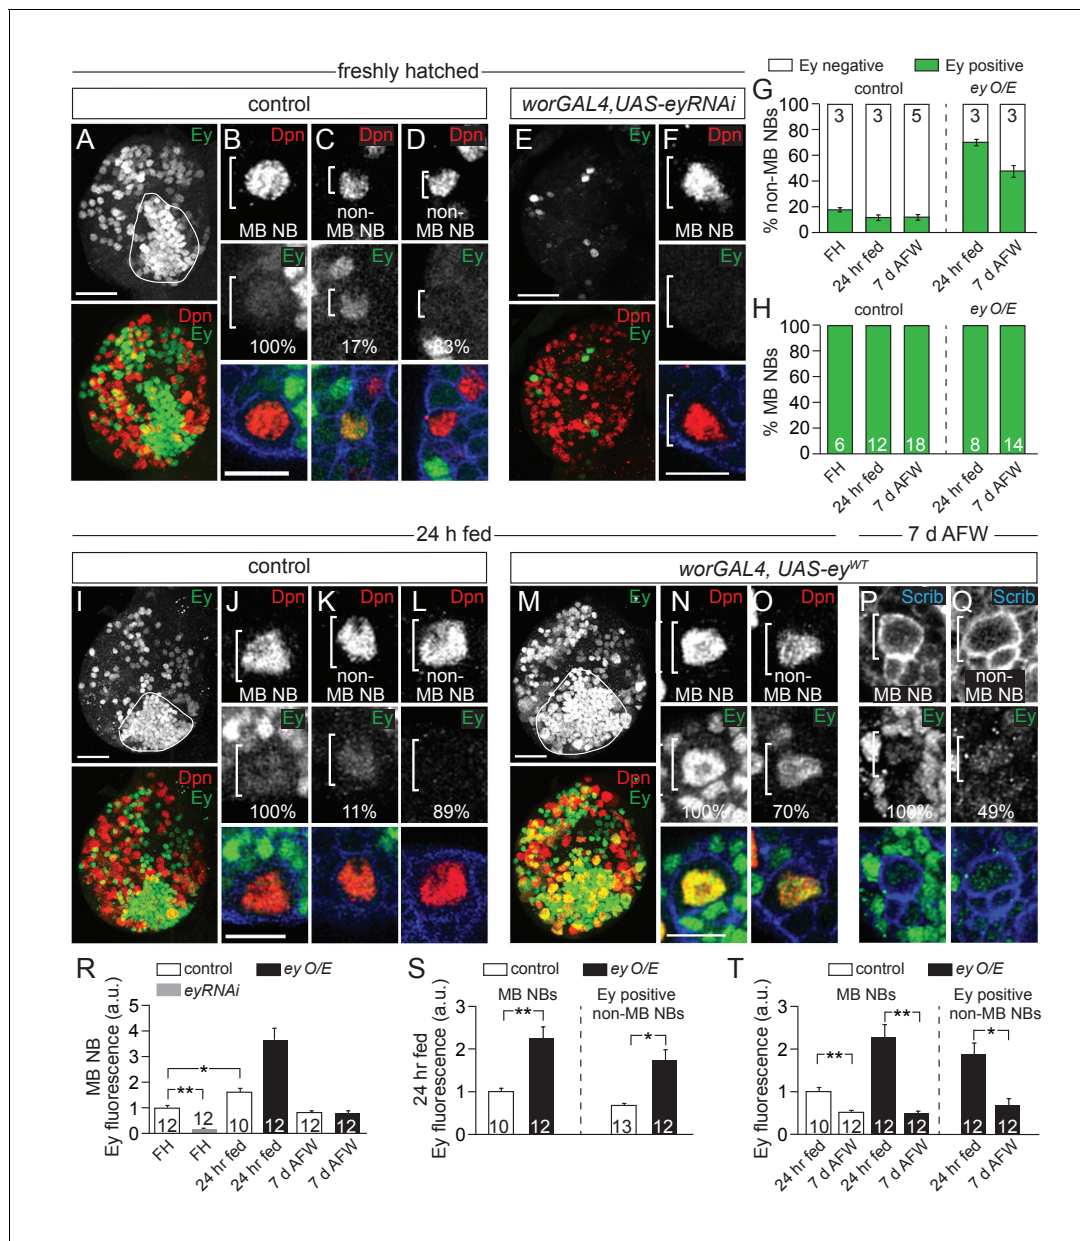 freshly hatched
control
worGAL4,UAS-eyRNAi
A
Ey
Dpn
Ey
B
Dpn
MB NB
Ey
100%
C
Dpn
non-
MB NB
Ey
17%
D
Dpn
non-
MB NB
Ey
83%
E
Ey
Dpn
Ey
F
Dpn
MB NB
Ey
Ey negative
Ey positive
G
control
ey O/E
% non-MB NBs
100
80
60
40
20
0
3
3
5
3
3
FH
24 hr fed
7 d AFW
24 hr fed
7 d AFW
H
control
ey O/E
% MB NBs
100
80
60
40
20
0
6
12
18
8
14
FH
24 hr fed
7 d AFW
24 hr fed
7 d AFW
24 h fed
7 d AFW
control
worGAL4, UAS-eyWT
I
Ey
Dpn
Ey
J
Dpn
MB NB
Ey
100%
K
Dpn
non-
MB NB
Ey
11%
L
Dpn
non-
MB NB
Ey
89%
M
Ey
Dpn
Ey
N
Dpn
MB NB
Ey
100%
O
Dpn
non-
MB NB
Ey
70%
P
Scrib
MB NB
Ey
100%
Q
Scrib
non-
MB NB
Ey
49%
R
control
ey O/E
eyRNAi
MB NB
Ey fluorescence (a.u.)
5
4
3
2
1
0
**
*
12
12
10
12
12
12
FH
FH
24 hr fed
24 hr fed
7 d AFW
7 d AFW
S
control
ey O/E
MB NBs
Ey positive
non-MB NBs
24 hr fed
Ey fluorescence (a.u.)
3
2
1
0
**
*
10
12
13
12
T
control
ey O/E
MB NBs
Ey positive
non-MB NBs
Ey fluorescence (a.u.)
3
2
1
0
**
**
*
10
12
12
12
12
12
24 hr fed
7 d AFW
24 hr fed
7 d AFW
24 hr fed
7 d AFW